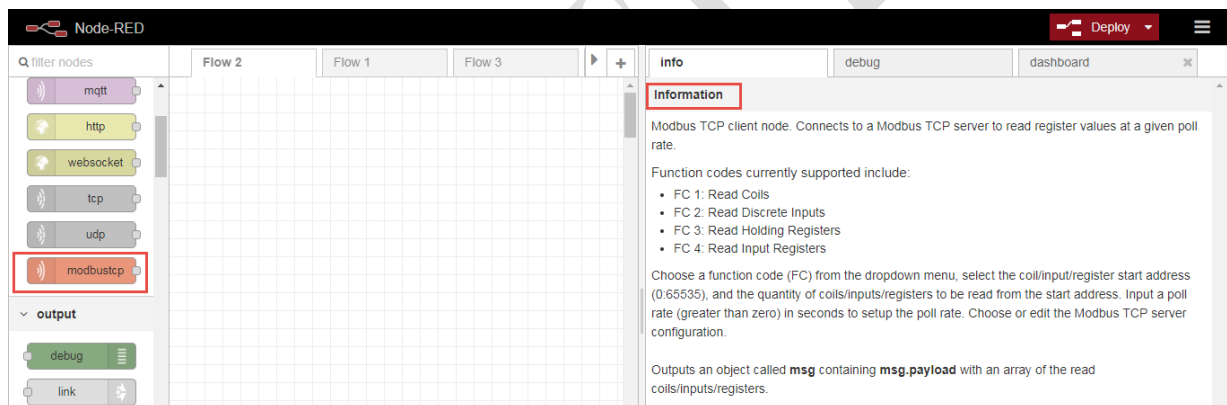 Node-RED
Deploy
filter nodes
Flow 2
Flow 1
Flow 3
+
info
debug
dashboard
mqtt
http
websocket
tcp
udp
modbustcp
output
debug
link
Information
Modbus TCP client node. Connects to a Modbus TCP server to read register values at a given poll
rate.
Function codes currently supported include:
• FC 1: Read Coils
• FC 2: Read Discrete Inputs
• FC 3: Read Holding Registers
• FC 4: Read Input Registers
Choose a function code (FC) from the dropdown menu, select the coil/input/register start address
(0:65535), and the quantity of coils/inputs/registers to be read from the start address. Input a poll
rate (greater than zero) in seconds to setup the poll rate. Choose or edit the Modbus TCP server
configuration.
Outputs an object called msg containing msg.payload with an array of the read
coils/inputs/registers.